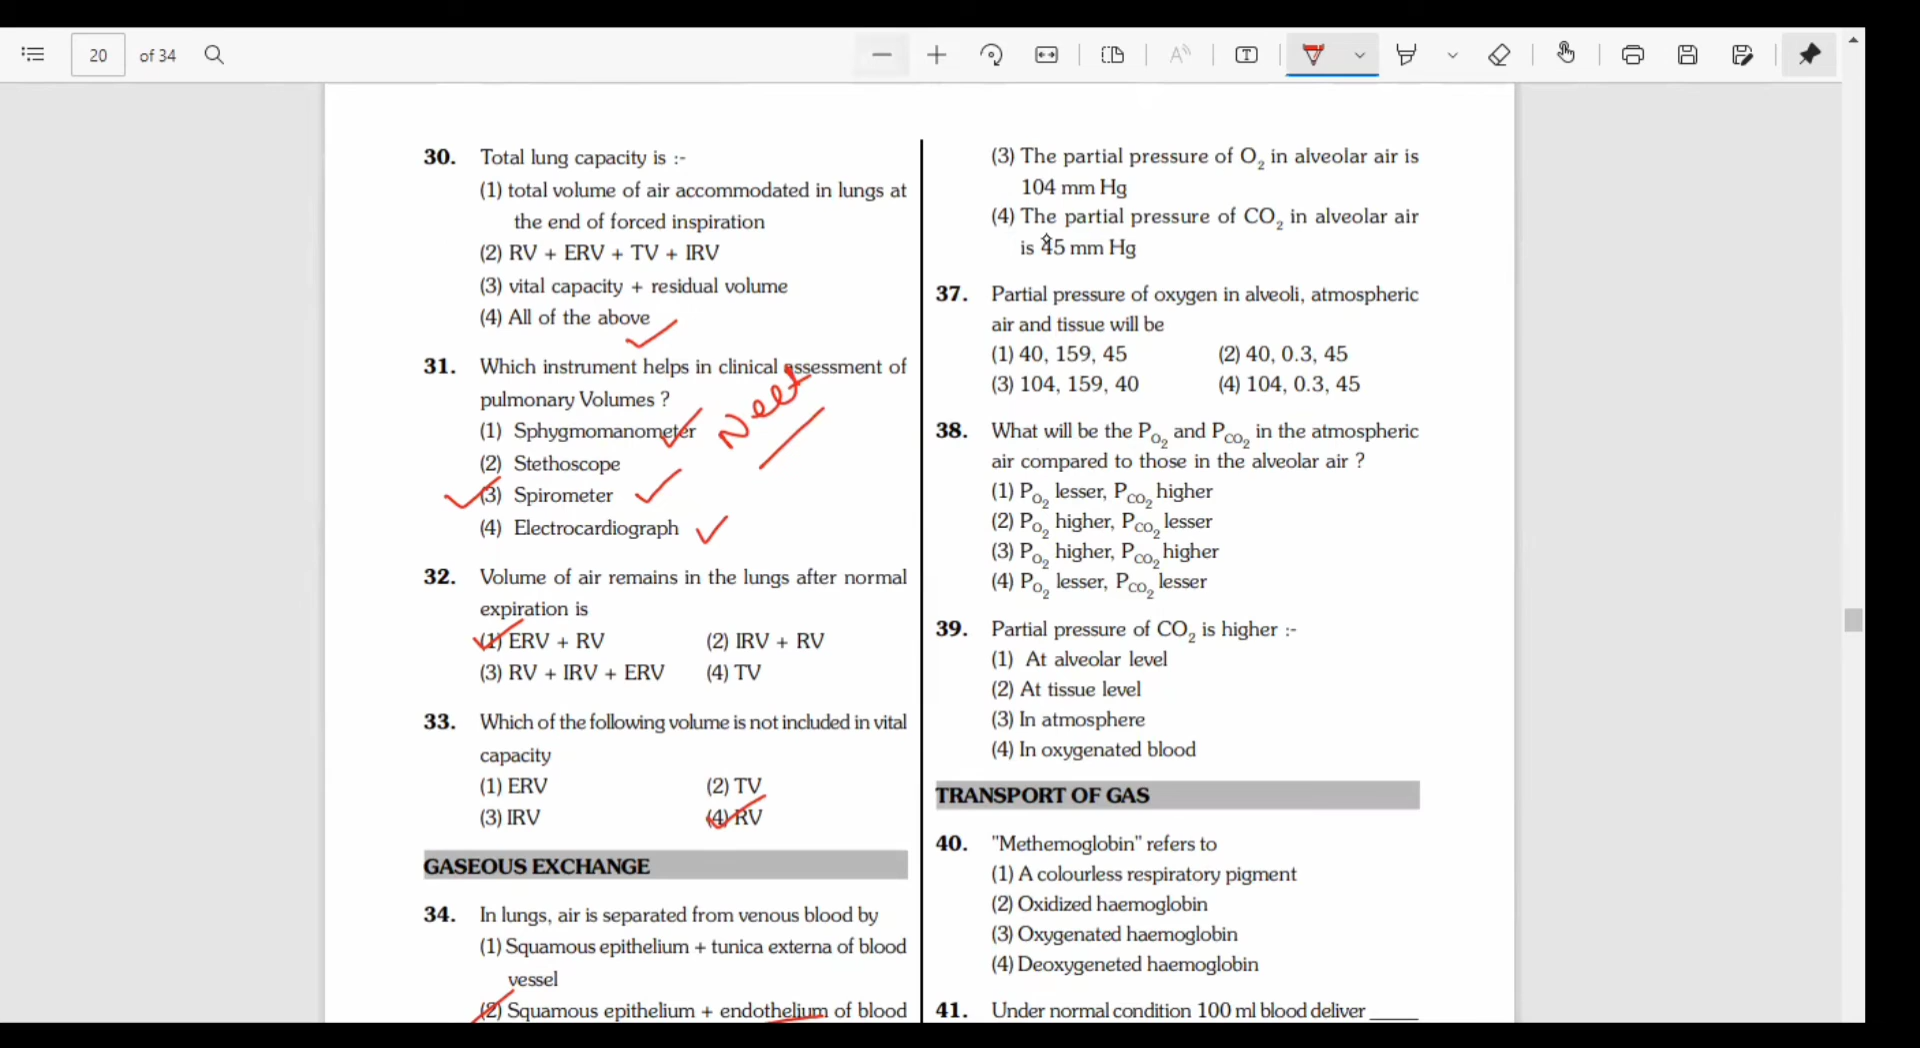 20 of 34
30. Total lung capacity is :-
(1) total volume of air accommodated in lungs at
the end of forced inspiration
(2) RV + ERV + TV + IRV
(3) vital capacity + residual volume
(4) All of the above
31. Which instrument helps in clinical assessment of
pulmonary Volumes ?
(1) Sphygmomanometer
Neet
(2) Stethoscope
(3) Spirometer
(4) Electrocardiograph
32. Volume of air remains in the lungs after normal
expiration is
(1) ERV + RV (2) IRV + RV
(3) RV + IRV + ERV (4) TV
33. Which of the following volume is not included in vital
capacity
(1) ERV (2) TV
(3) IRV (4) RV
GASEOUS EXCHANGE
34. In lungs, air is separated from venous blood by
(1) Squamous epithelium + tunica externa of blood
vessel
(2) Squamous epithelium + endothelium of blood
(3) The partial pressure of O₂ in alveolar air is
104 mm Hg
(4) The partial pressure of CO₂ in alveolar air
is 45 mm Hg
37. Partial pressure of oxygen in alveoli, atmospheric
air and tissue will be
(1) 40, 159, 45 (2) 40, 0.3, 45
(3) 104, 159, 40 (4) 104, 0.3, 45
38. What will be the P_O₂ and P_CO₂ in the atmospheric
air compared to those in the alveolar air ?
(1) P_O₂ lesser, P_CO₂ higher
(2) P_O₂ higher, P_CO₂ lesser
(3) P_O₂ higher, P_CO₂ higher
(4) P_O₂ lesser, P_CO₂ lesser
39. Partial pressure of CO₂ is higher :-
(1) At alveolar level
(2) At tissue level
(3) In atmosphere
(4) In oxygenated blood
TRANSPORT OF GAS
40. "Methemoglobin" refers to
(1) A colourless respiratory pigment
(2) Oxidized haemoglobin
(3) Oxygenated haemoglobin
(4) Deoxygeneted haemoglobin
41. Under normal condition 100 ml blood deliver _____